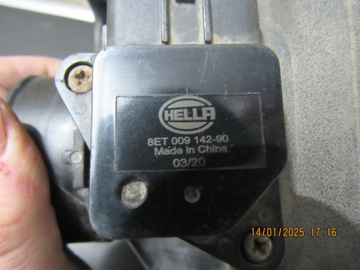 HELLA
8ET 009 142-90
Made in China
03/20
14/01/2025 17:16